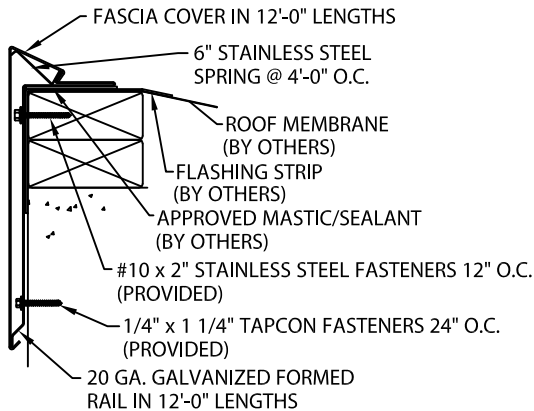 FASCIA COVER IN 12'-0" LENGTHS
6" STAINLESS STEEL
SPRING @ 4'-0" O.C.
ROOF MEMBRANE
(BY OTHERS)
FLASHING STRIP
(BY OTHERS)
APPROVED MASTIC/SEALANT
(BY OTHERS)
#10 x 2" STAINLESS STEEL FASTENERS 12" O.C.
(PROVIDED)
1/4" x 1 1/4" TAPCON FASTENERS 24" O.C.
(PROVIDED)
20 GA. GALVANIZED FORMED
RAIL IN 12'-0" LENGTHS